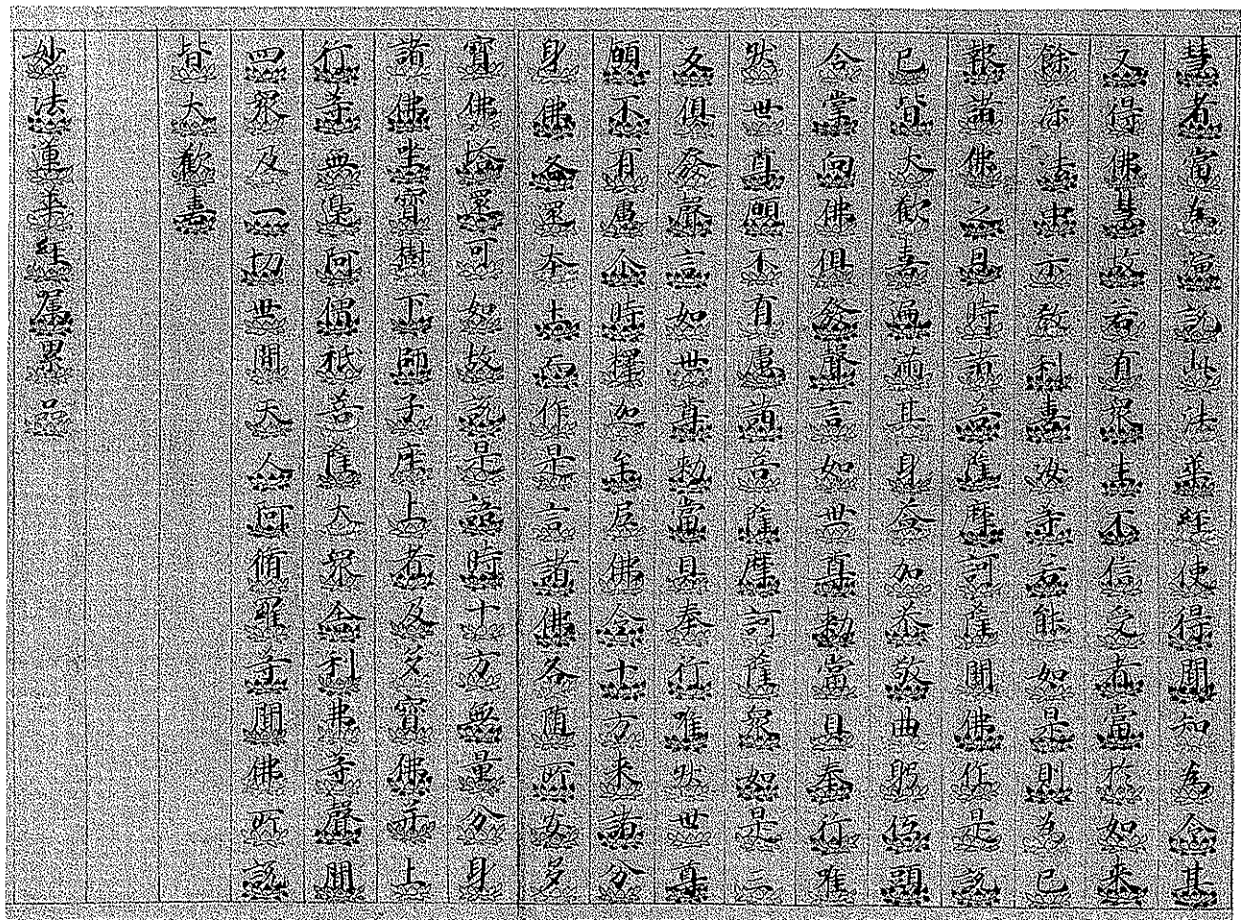 慧者當為演說此法華經使得聞知為令其
人得佛慧故若有衆生不信受者當於如來
餘深法中示教利喜汝等若能如是則為已
報諸佛之恩時諸菩薩摩訶薩聞佛作是說
已皆大歡喜遍滿其身益加恭敬曲躬低頭
合掌向佛俱發聲言如世尊勅當具奉行唯
然世尊願不有慮諸菩薩摩訶薩衆如是三
反俱發聲言如世尊勅當具奉行唯然世尊
願不有慮尒時釋迦牟尼佛令十方来諸分
身佛各還本土而作是言諸佛各随所安多
寶佛塔還可如故說是語時十方無量分身
諸佛坐寶樹下師子座上者及多寶佛并上
行等無邊阿僧祇菩薩大衆舍利弗等聲聞
四衆及一切世間天人阿脩羅等聞佛所說
皆大歡喜
妙法蓮華經属累品